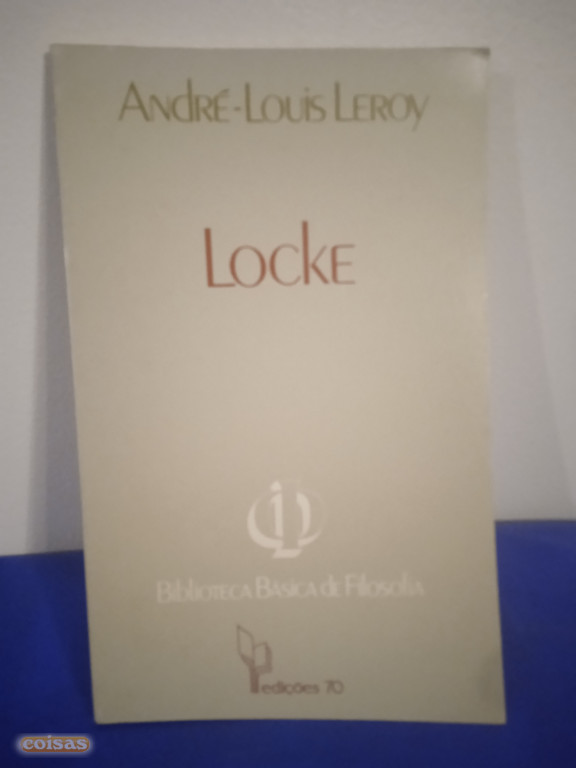 André-Louis Leroy
Locke
Biblioteca Básica de Filosofia
edições 70
coisas